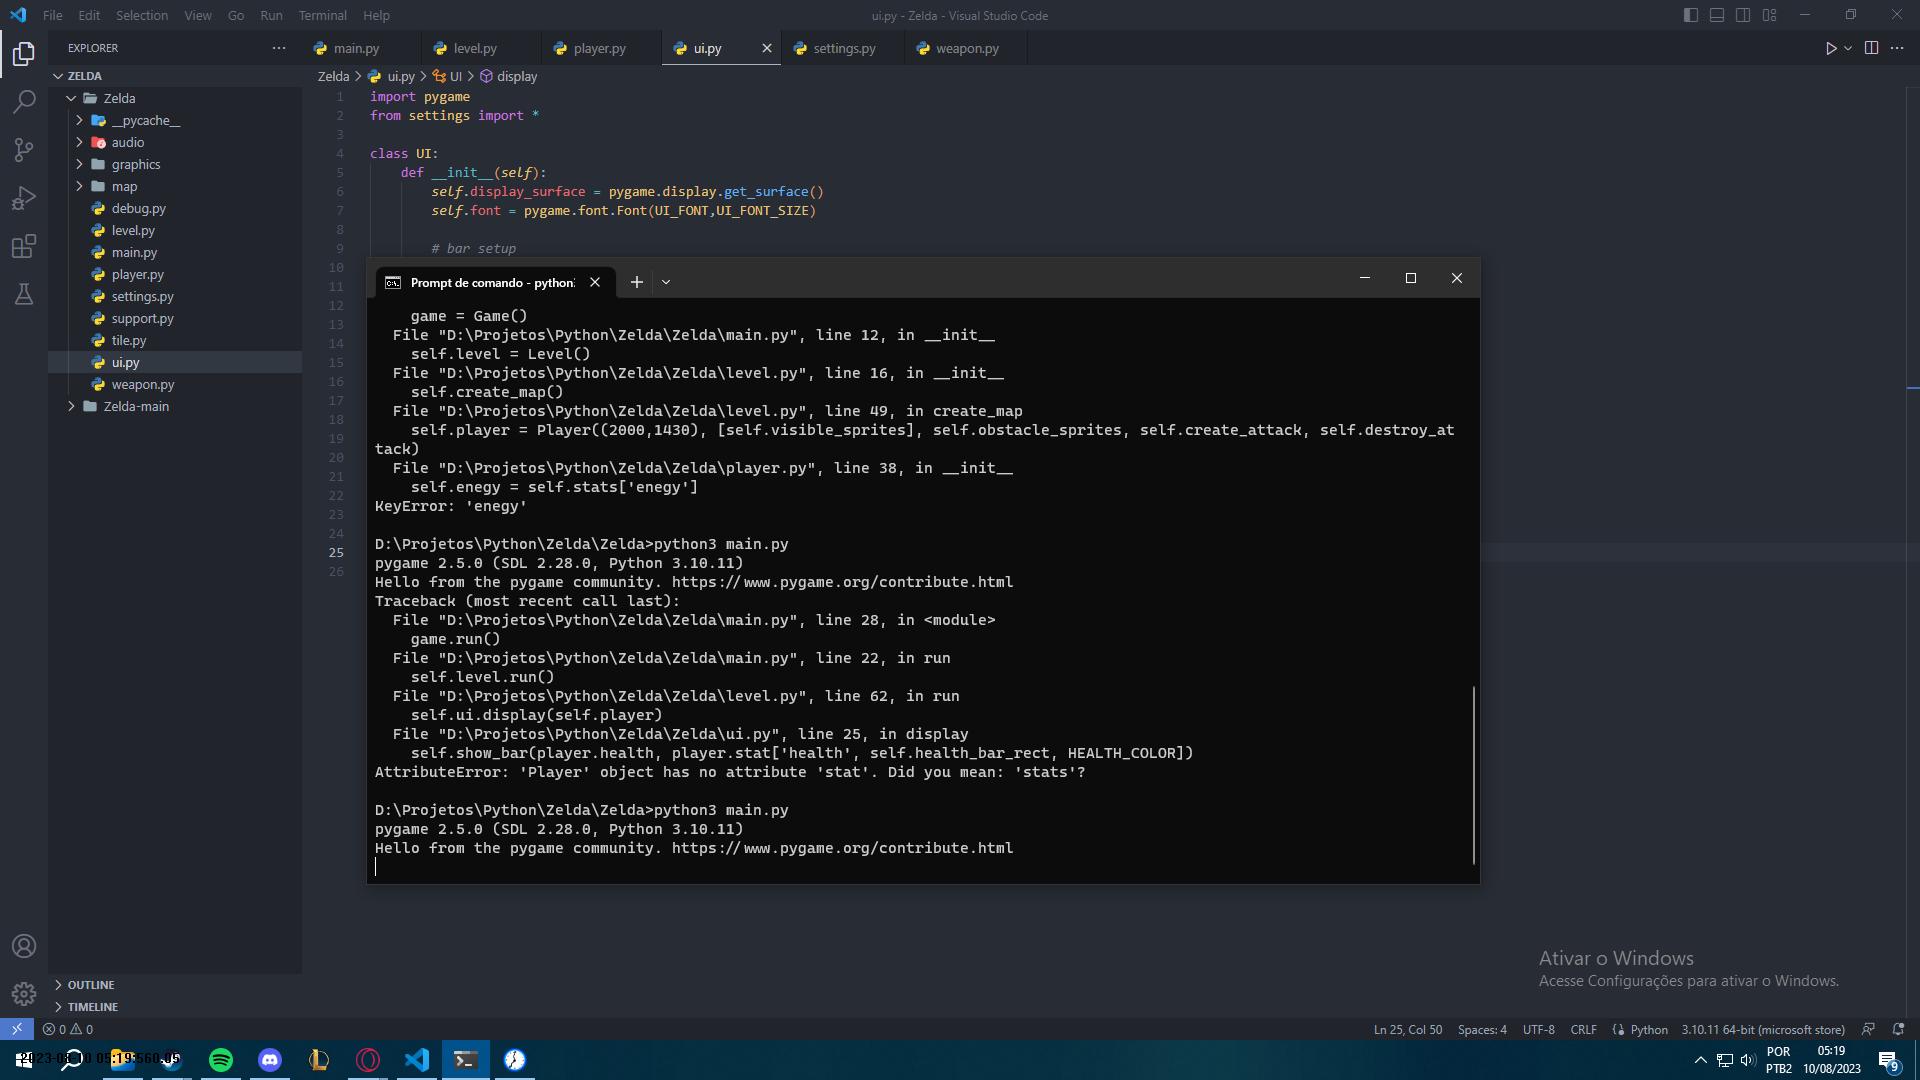 File Edit Selection View Go Run Terminal Help
ui.py - Zelda - Visual Studio Code
EXPLORER
main.py level.py player.py ui.py settings.py weapon.py
ZELDA
Zelda
__pycache__
audio
graphics
map
debug.py
level.py
main.py
player.py
settings.py
support.py
tile.py
ui.py
weapon.py
Zelda-main
OUTLINE
TIMELINE
Zelda > ui.py > UI > display
1 import pygame
2 from settings import *
3
4 class UI:
5 def __init__(self):
6 self.display_surface = pygame.display.get_surface()
7 self.font = pygame.font.Font(UI_FONT,UI_FONT_SIZE)
8
9 # bar setup
10
11
12
13
14
15
16
17
18
19
20
21
22
23
24
25
26
Prompt de comando - python
game = Game()
File "D:\Projetos\Python\Zelda\Zelda\main.py", line 12, in __init__
self.level = Level()
File "D:\Projetos\Python\Zelda\Zelda\level.py", line 16, in __init__
self.create_map()
File "D:\Projetos\Python\Zelda\Zelda\level.py", line 49, in create_map
self.player = Player((2000,1430), [self.visible_sprites], self.obstacle_sprites, self.create_attack, self.destroy_at
tack)
File "D:\Projetos\Python\Zelda\Zelda\player.py", line 38, in __init__
self.enegy = self.stats['enegy']
KeyError: 'enegy'
D:\Projetos\Python\Zelda\Zelda>python3 main.py
pygame 2.5.0 (SDL 2.28.0, Python 3.10.11)
Hello from the pygame community. https://www.pygame.org/contribute.html
Traceback (most recent call last):
File "D:\Projetos\Python\Zelda\Zelda\main.py", line 28, in <module>
game.run()
File "D:\Projetos\Python\Zelda\Zelda\main.py", line 22, in run
self.level.run()
File "D:\Projetos\Python\Zelda\Zelda\level.py", line 62, in run
self.ui.display(self.player)
File "D:\Projetos\Python\Zelda\Zelda\ui.py", line 25, in display
self.show_bar(player.health, player.stat['health', self.health_bar_rect, HEALTH_COLOR])
AttributeError: 'Player' object has no attribute 'stat'. Did you mean: 'stats'?
D:\Projetos\Python\Zelda\Zelda>python3 main.py
pygame 2.5.0 (SDL 2.28.0, Python 3.10.11)
Hello from the pygame community. https://www.pygame.org/contribute.html
Ativar o Windows
Acesse Configurações para ativar o Windows.
0 0
Ln 25, Col 50 Spaces: 4 UTF-8 CRLF Python 3.10.11 64-bit (microsoft store)
POR
PTB2
05:19
10/08/2023
9